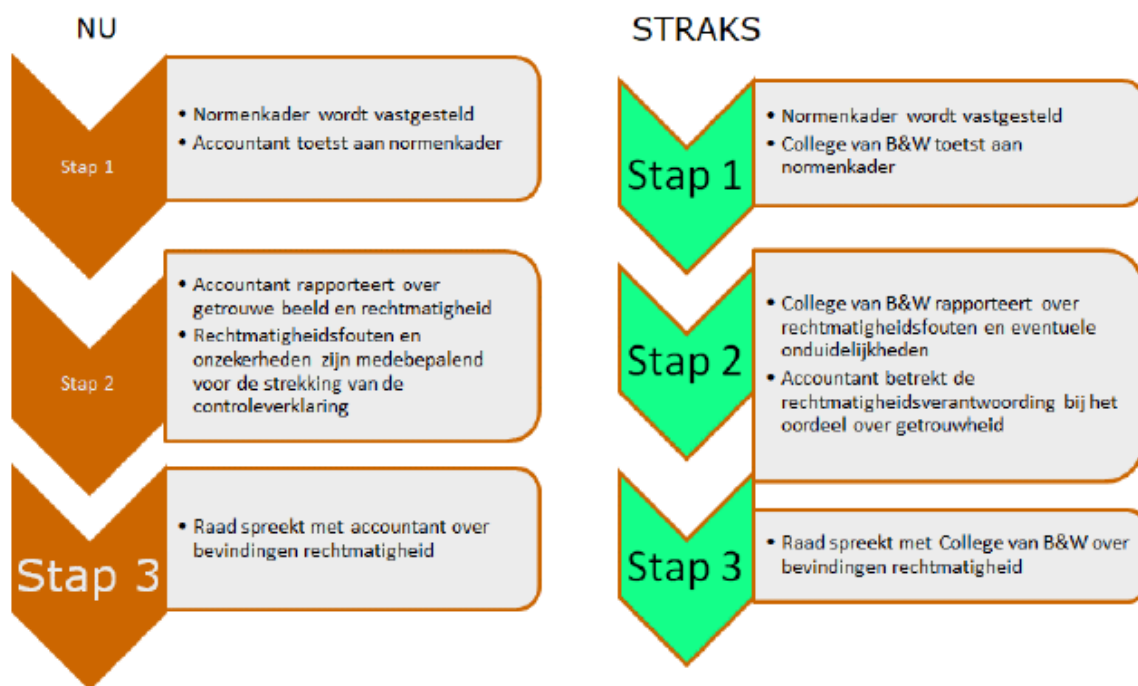 NU
Stap 1
• Normenkader wordt vastgesteld
• Accountant toetst aan normenkader
Stap 2
• Accountant rapporteert over
getrouwe beeld en rechtmatigheid
• Rechtmatigheidsfouten en
onzekerheden zijn medebepalend
voor de strekking van de
controleverklaring
Stap 3
• Raad spreekt met accountant over
bevindingen rechtmatigheid
STRAKS
Stap 1
• Normenkader wordt vastgesteld
• College van B&W toetst aan
normenkader
Stap 2
• College van B&W rapporteert over
rechtmatigheidsfouten en eventuele
onduidelijkheden
• Accountant betrekt de
rechtmatigheidsverantwoording bij het
oordeel over getrouwheid
Stap 3
• Raad spreekt met College van B&W over
bevindingen rechtmatigheid